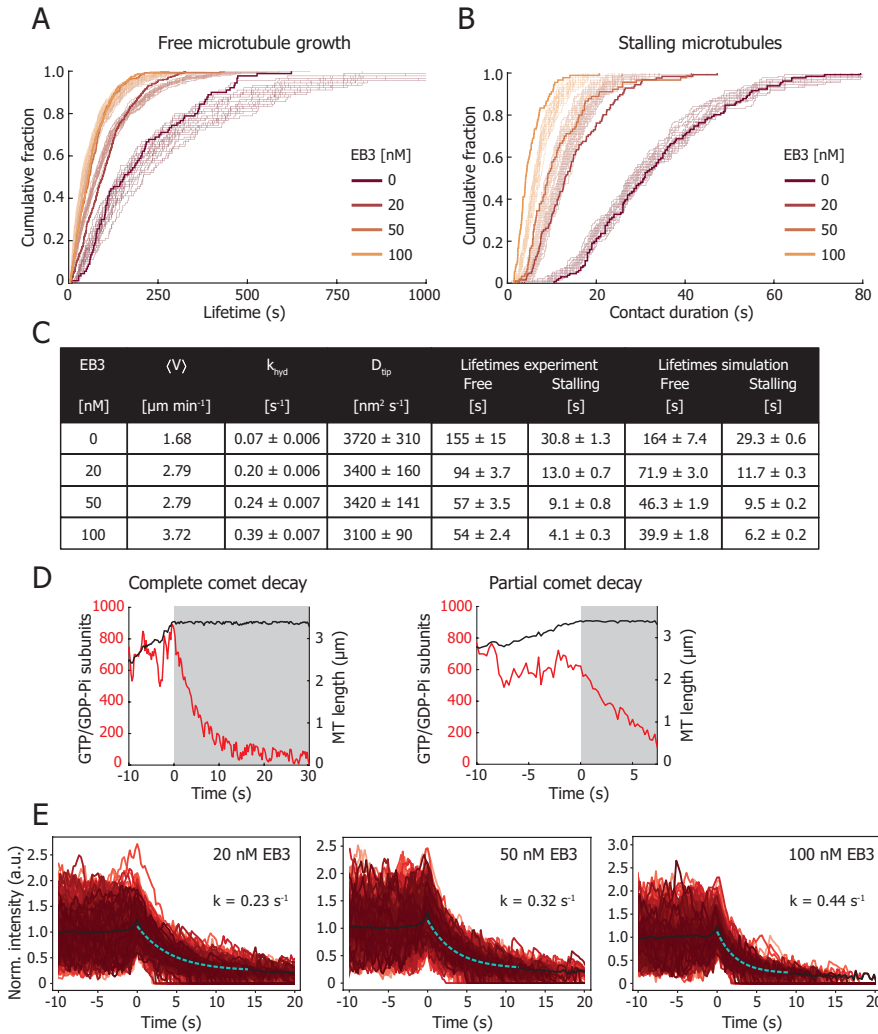 A
Free microtubule growth
Cumulative fraction
1.0
0.8
0.6
0.4
0.2
0
0
250
500
750
1000
Lifetime (s)
EB3 [nM]
0
20
50
100
B
Stalling microtubules
Cumulative fraction
1.0
0.8
0.6
0.4
0.2
0
0
20
40
60
80
Contact duration (s)
EB3 [nM]
0
20
50
100
C
EB3 ⟨V⟩ k_hyd D_tip Lifetimes experiment Lifetimes simulation
Free Stalling Free Stalling
[nM] [µm min⁻¹] [s⁻¹] [nm² s⁻¹] [s] [s] [s] [s]
0 1.68 0.07 ± 0.006 3720 ± 310 155 ± 15 30.8 ± 1.3 164 ± 7.4 29.3 ± 0.6
20 2.79 0.20 ± 0.006 3400 ± 160 94 ± 3.7 13.0 ± 0.7 71.9 ± 3.0 11.7 ± 0.3
50 2.79 0.24 ± 0.007 3420 ± 141 57 ± 3.5 9.1 ± 0.8 46.3 ± 1.9 9.5 ± 0.2
100 3.72 0.39 ± 0.007 3100 ± 90 54 ± 2.4 4.1 ± 0.3 39.9 ± 1.8 6.2 ± 0.2
D
Complete comet decay
GTP/GDP-Pi subunits
1000
800
600
400
200
0
3
2
1
0
MT length (µm)
-10
0
10
20
30
Time (s)
Partial comet decay
GTP/GDP-Pi subunits
1000
800
600
400
200
0
3
2
1
0
MT length (µm)
-10
-5
0
5
Time (s)
E
Norm. intensity (a.u.)
2.5
2.0
1.5
1.0
0.5
0.0
20 nM EB3
k = 0.23 s⁻¹
-10
-5
0
5
10
15
20
Time (s)
2.5
2.0
1.5
1.0
0.5
0.0
50 nM EB3
k = 0.32 s⁻¹
-10
-5
0
5
10
15
20
Time (s)
3.0
2.5
2.0
1.5
1.0
0.5
0.0
100 nM EB3
k = 0.44 s⁻¹
-10
-5
0
5
10
15
20
Time (s)